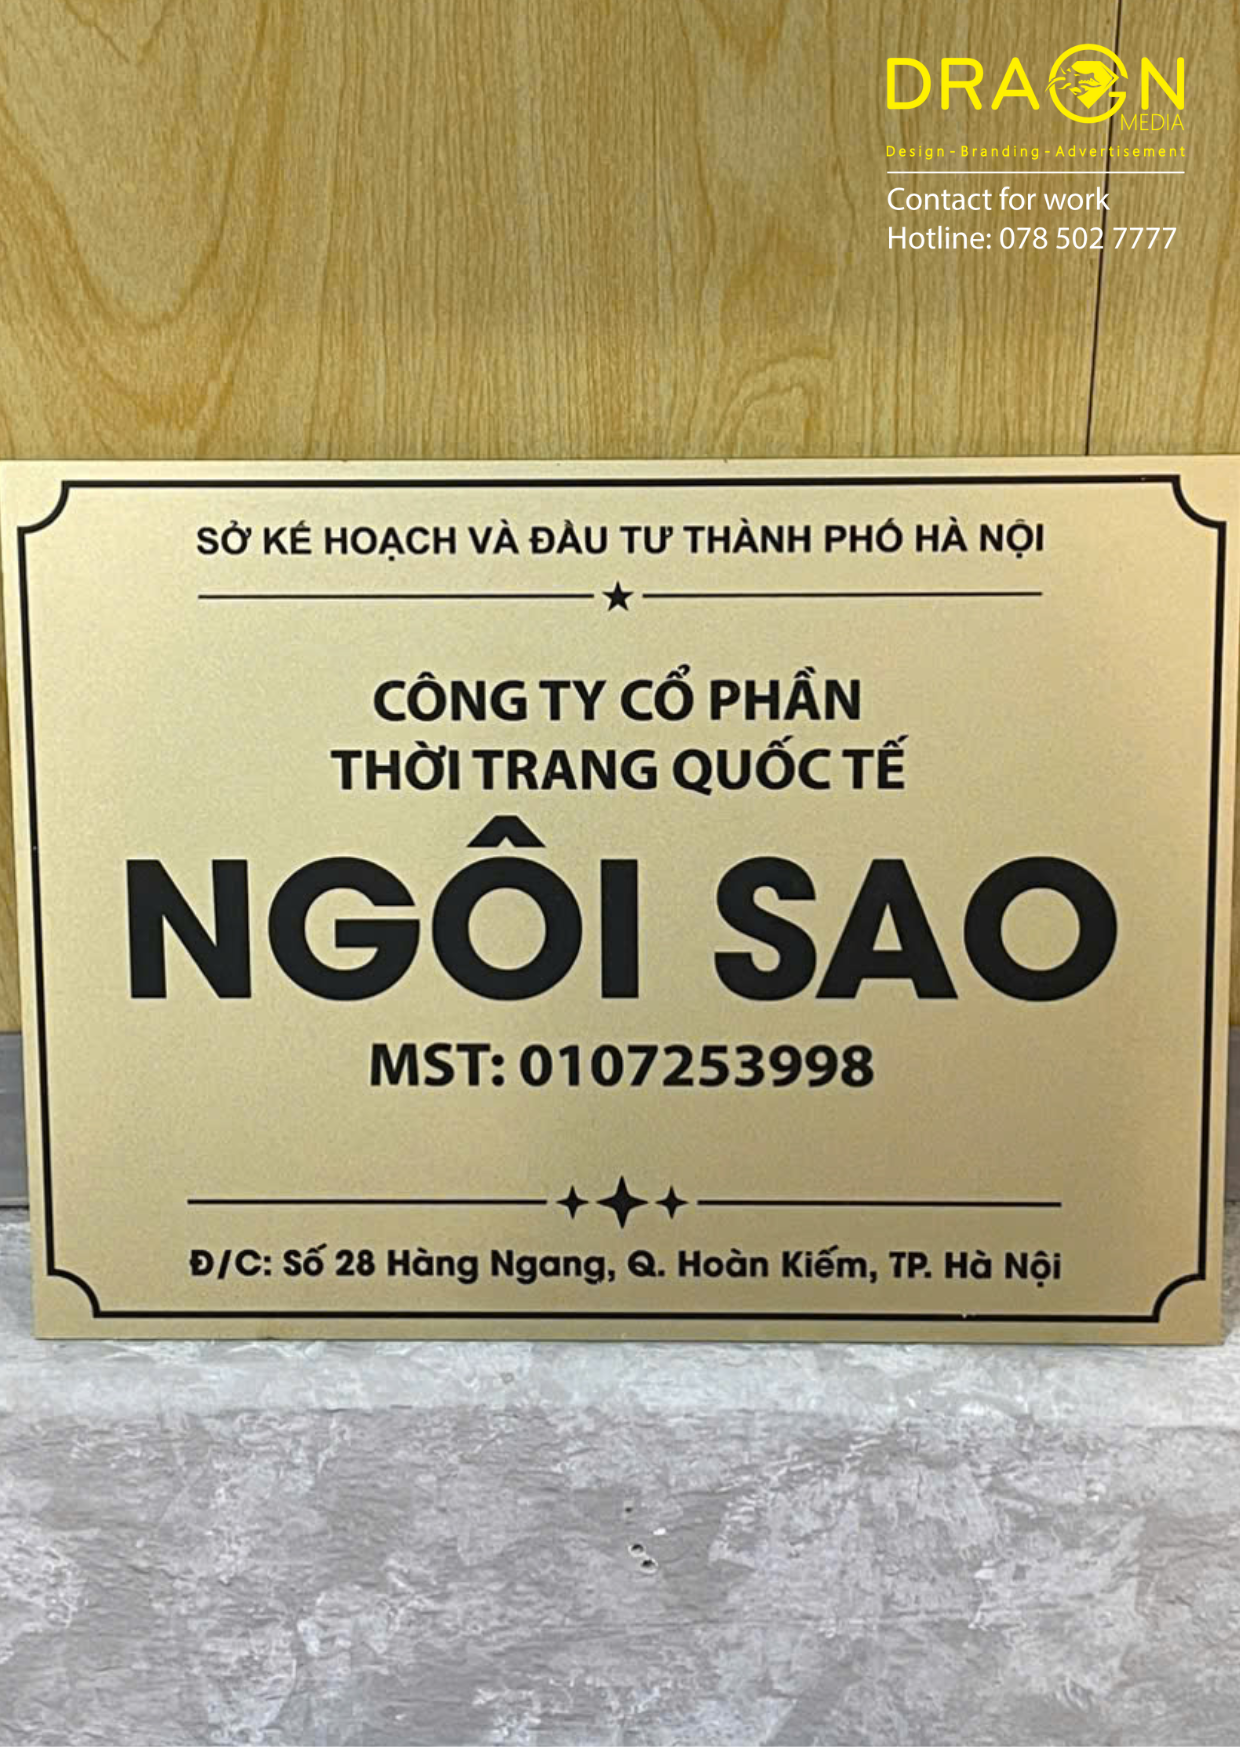 DRAGN
MEDIA
Design - Branding - Advertisement
Contact for work
Hotline: 078 502 7777
SỞ KẾ HOẠCH VÀ ĐẦU TƯ THÀNH PHỐ HÀ NỘI
CÔNG TY CỔ PHẦN
THỜI TRANG QUỐC TẾ
NGÔI SAO
MST: 0107253998
Đ/C: Số 28 Hàng Ngang, Q. Hoàn Kiếm, TP. Hà Nội